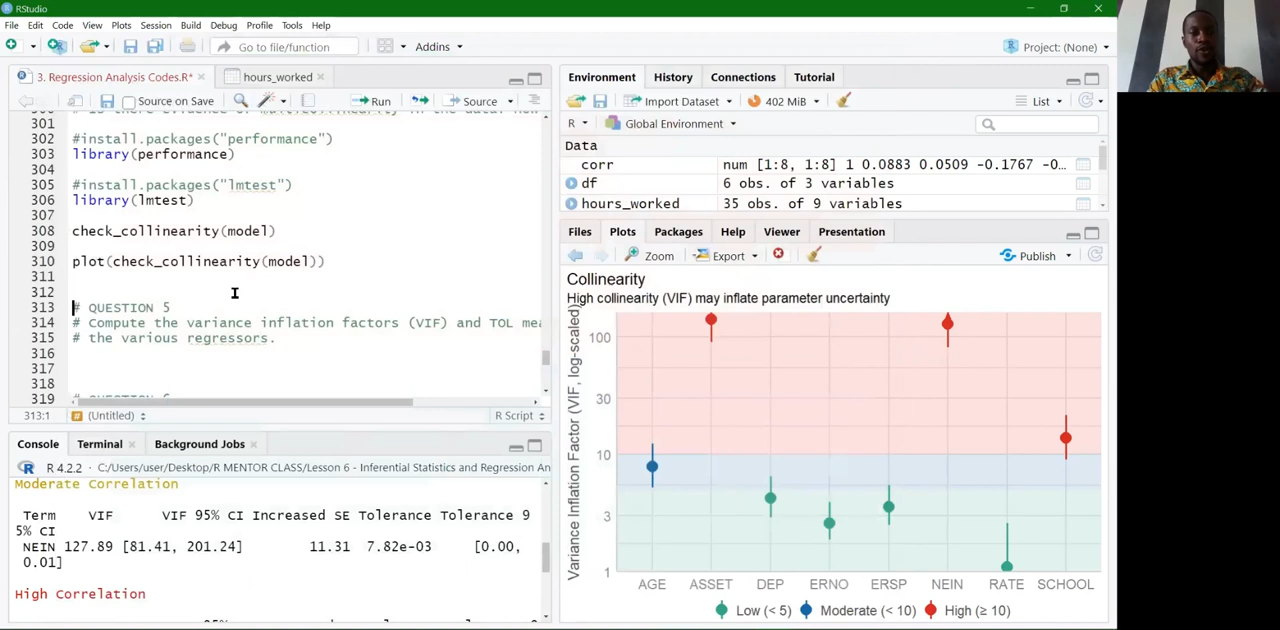 RStudio
File Edit Code View Plots Session Build Debug Profile Tools Help
Go to file/function Addins Project: (None)
3. Regression Analysis Codes.R* hours_worked
Source on Save Run Source
301
302 #install.packages("performance")
303 library(performance)
304
305 #install.packages("lmtest")
306 library(lmtest)
307
308 check_collinearity(model)
309
310 plot(check_collinearity(model))
311
312
313 # QUESTION 5
314 # Compute the variance inflation factors (VIF) and TOL mea
315 # the various regressors.
316
317
318
319
313:1 (Untitled) R Script
Console Terminal Background Jobs
R 4.2.2 · C:/Users/user/Desktop/R MENTOR CLASS/Lesson 6 - Inferential Statistics and Regression An
Moderate Correlation
Term VIF VIF 95% CI Increased SE Tolerance Tolerance 9
5% CI
NEIN 127.89 [81.41, 201.24] 11.31 7.82e-03 [0.00,
0.01]
High Correlation
Environment History Connections Tutorial
Import Dataset 402 MiB List
R Global Environment
Data
corr num [1:8, 1:8] 1 0.0883 0.0509 -0.1767 -0…
df 6 obs. of 3 variables
hours_worked 35 obs. of 9 variables
Files Plots Packages Help Viewer Presentation
Zoom Export Publish
Collinearity
High collinearity (VIF) may inflate parameter uncertainty
Variance Inflation Factor (VIF, log-scaled)
100
30
10
3
1
AGE ASSET DEP ERNO ERSP NEIN RATE SCHOOL
Low (< 5) Moderate (< 10) High (≥ 10)